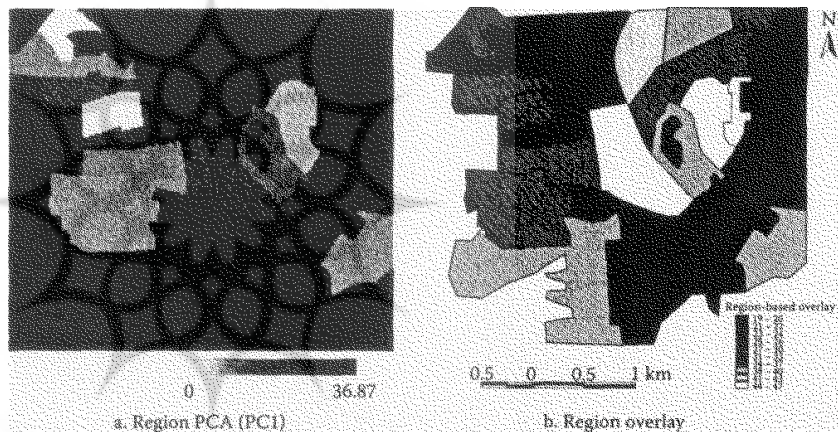 N
Region-based overlay
0 36.87
0.5 0 0.5 1 km
a. Region PCA (PC1)
b. Region overlay